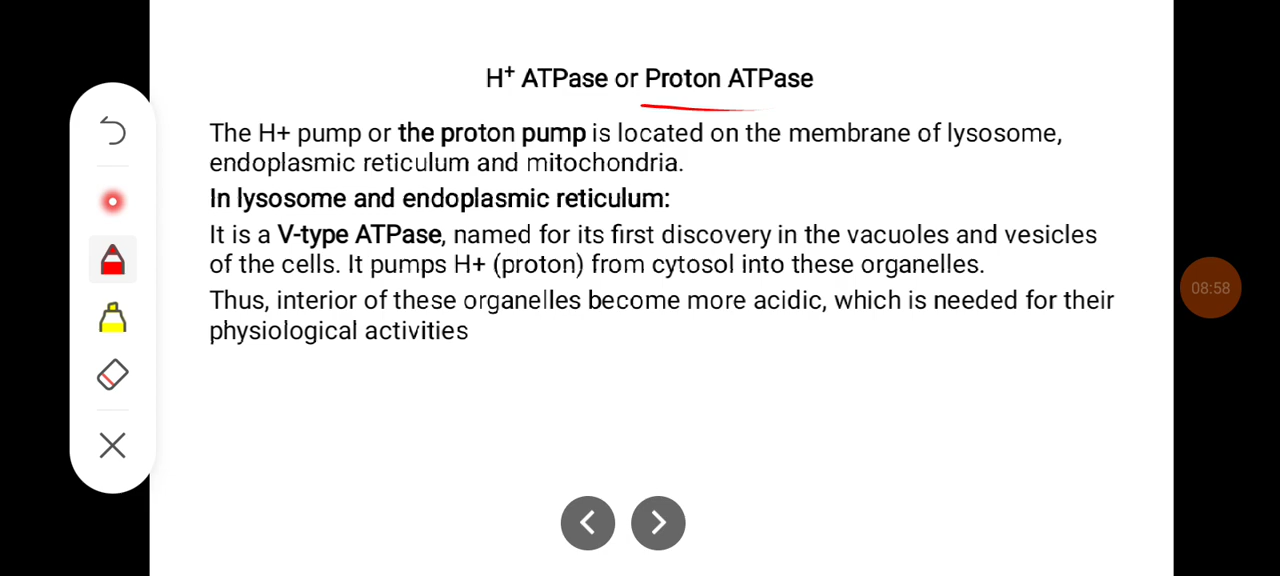 H⁺ ATPase or Proton ATPase
The H+ pump or the proton pump is located on the membrane of lysosome,
endoplasmic reticulum and mitochondria.
In lysosome and endoplasmic reticulum:
It is a V-type ATPase, named for its first discovery in the vacuoles and vesicles
of the cells. It pumps H+ (proton) from cytosol into these organelles.
Thus, interior of these organelles become more acidic, which is needed for their
physiological activities
08:58